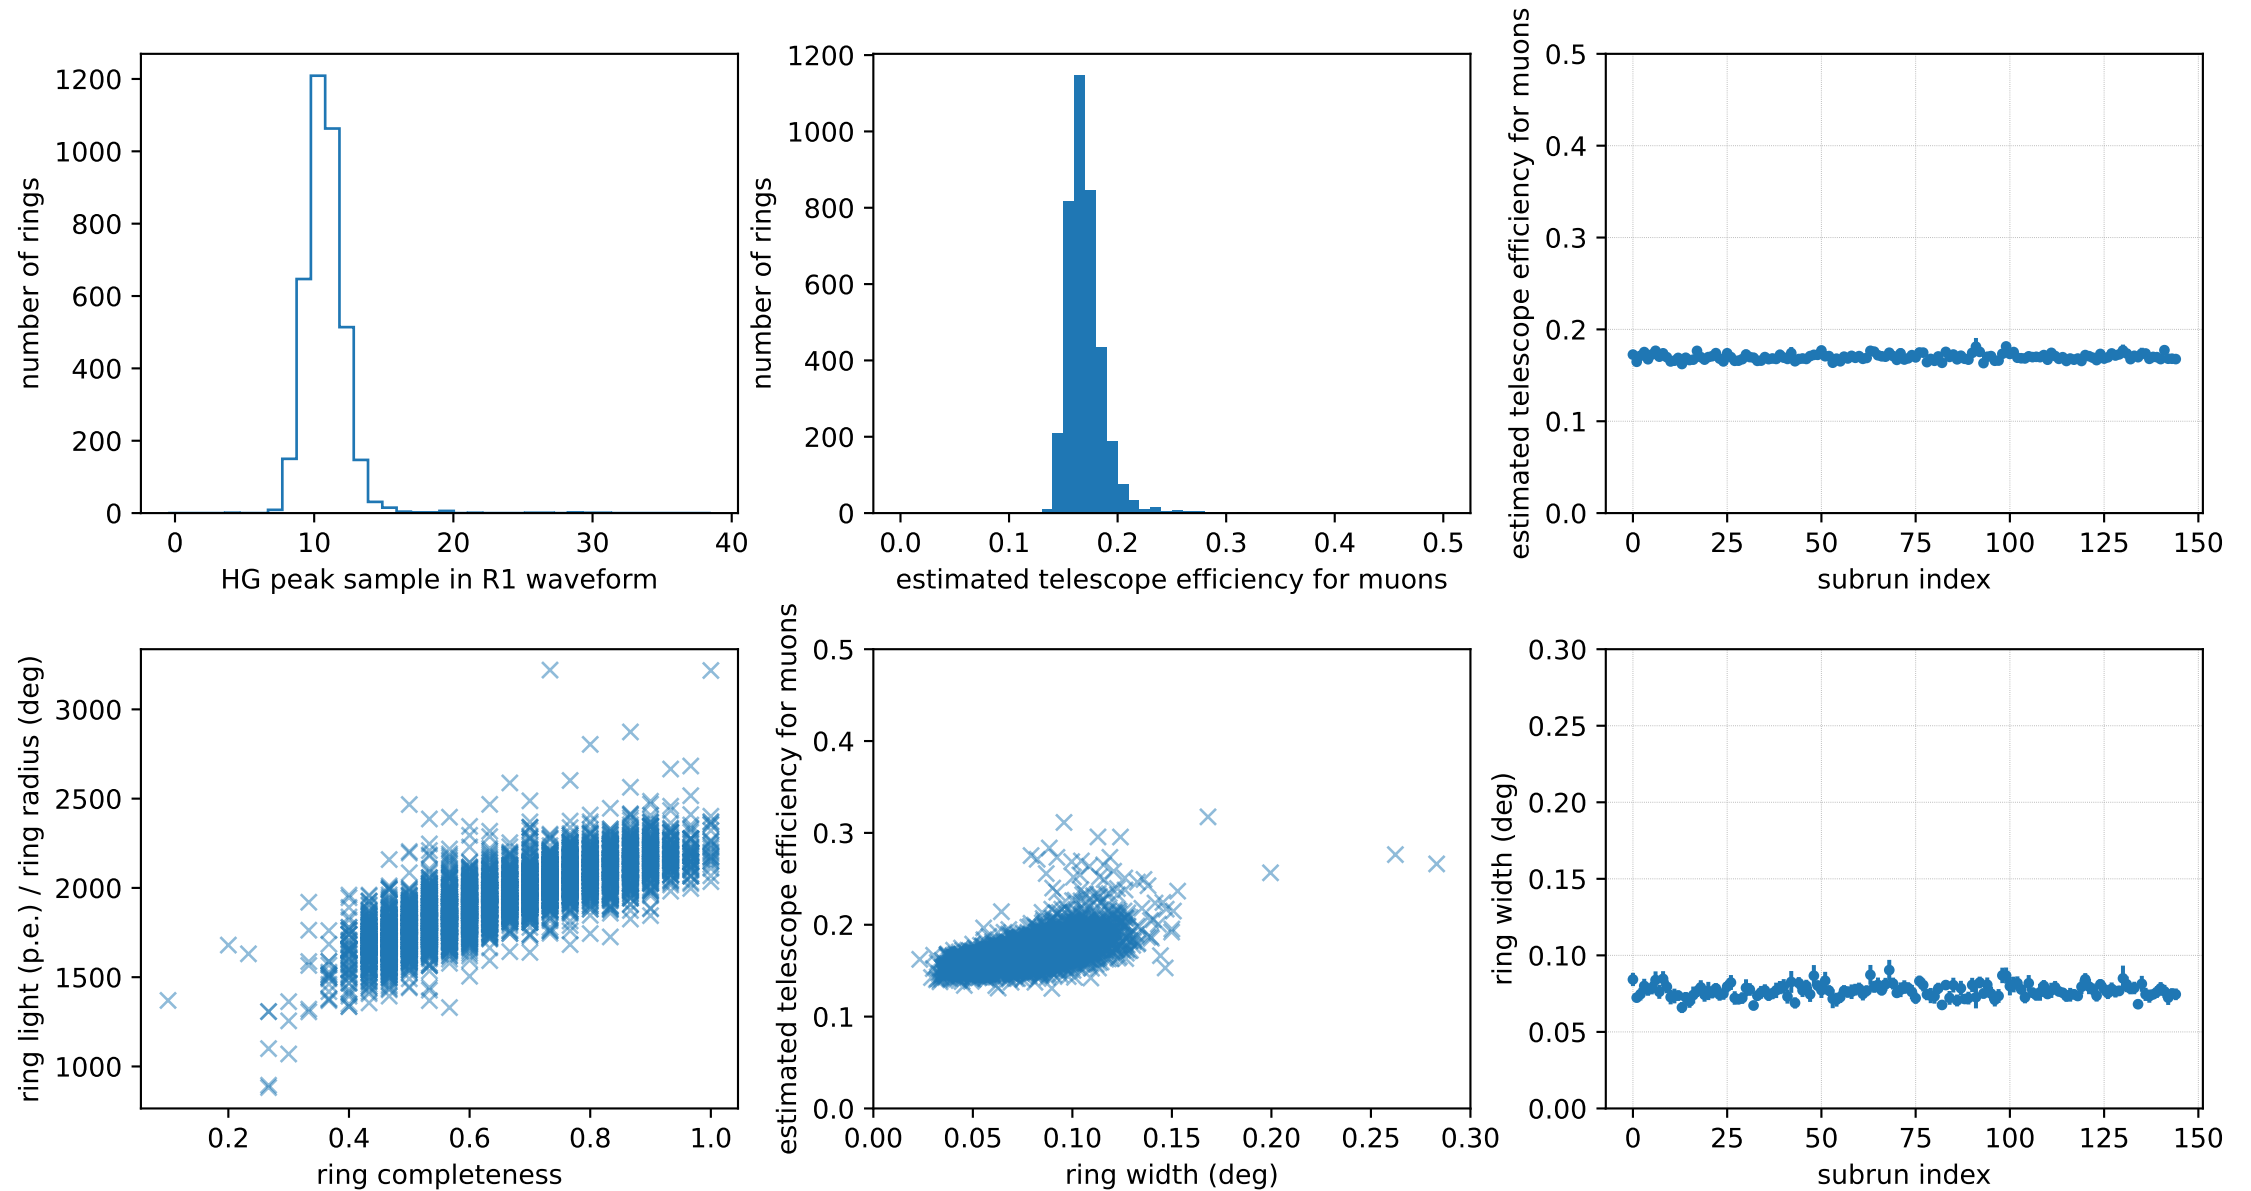 number of rings
1200
1000
800
600
400
200
0
0 10 20 30 40
HG peak sample in R1 waveform
number of rings
1200
1000
800
600
400
200
0
0.0 0.1 0.2 0.3 0.4 0.5
estimated telescope efficiency for muons
estimated telescope efficiency for muons
0.5
0.4
0.3
0.2
0.1
0.0
0 25 50 75 100 125 150
subrun index
ring light (p.e.) / ring radius (deg)
3000
2500
2000
1500
1000
0.2 0.4 0.6 0.8 1.0
ring completeness
estimated telescope efficiency for muons
0.5
0.4
0.3
0.2
0.1
0.0
0.00 0.05 0.10 0.15 0.20 0.25 0.30
ring width (deg)
ring width (deg)
0.30
0.25
0.20
0.15
0.10
0.05
0.00
0 25 50 75 100 125 150
subrun index